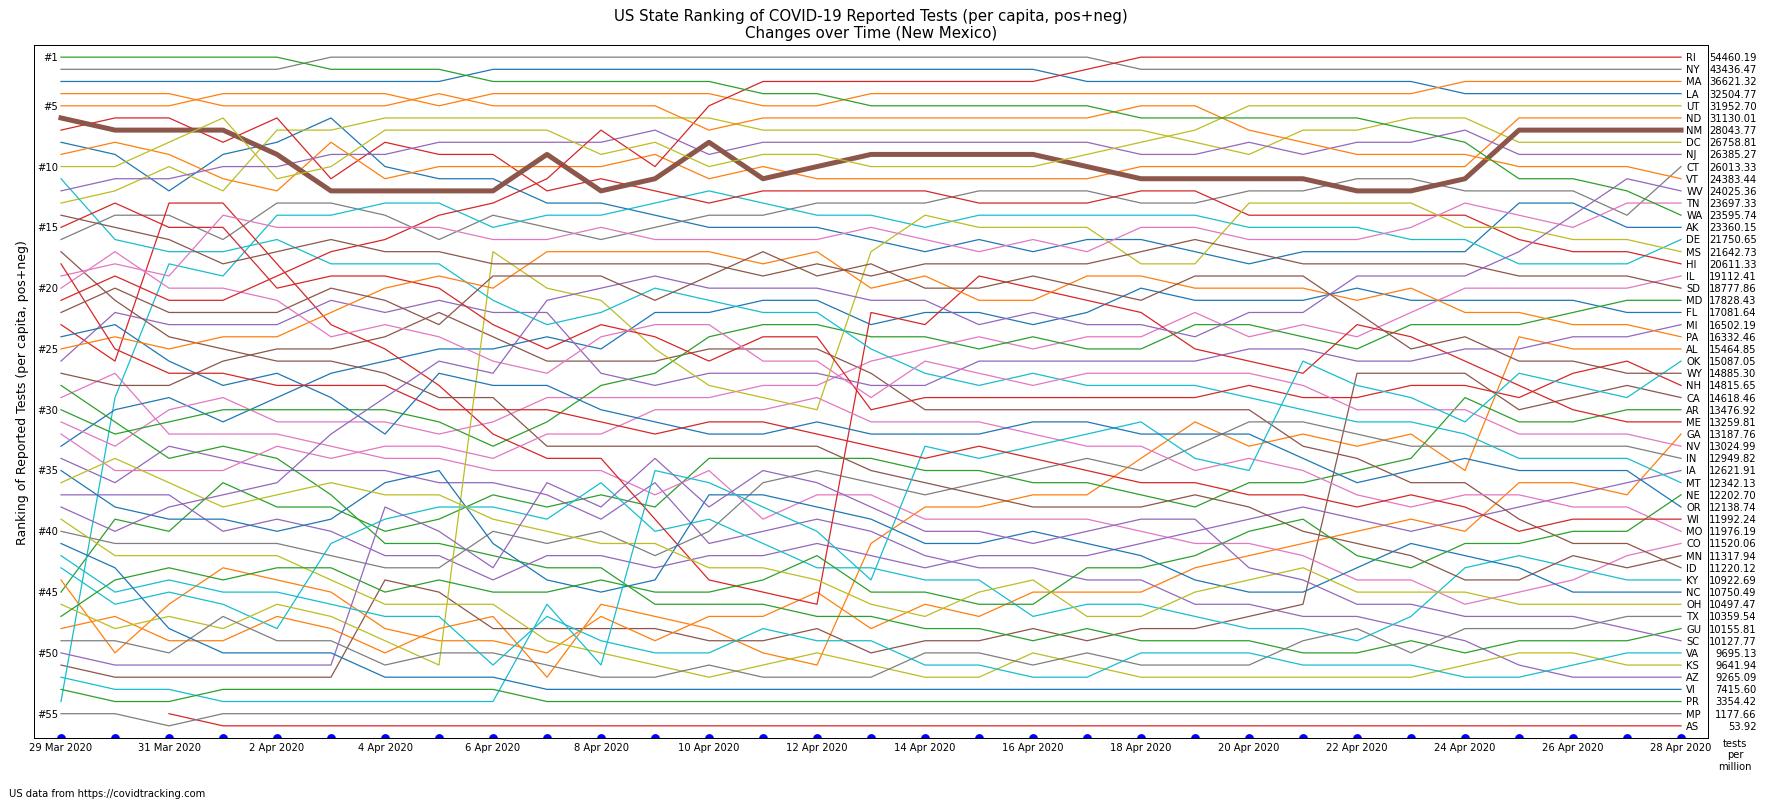 US State Ranking of COVID-19 Reported Tests (per capita, pos+neg)
Changes over Time (New Mexico)
Ranking of Reported Tests (per capita, pos+neg)
#1
#5
#10
#15
#20
#25
#30
#35
#40
#45
#50
#55
RI 54460.19
NY 43436.47
MA 36621.32
LA 32504.77
UT 31952.70
ND 31130.01
NM 28043.77
DC 26758.81
NJ 26385.27
CT 26013.33
VT 24383.44
WV 24025.36
TN 23697.33
WA 23595.74
AK 23360.15
DE 21750.65
MS 21642.73
HI 20611.33
IL 19112.41
SD 18777.86
MD 17828.43
FL 17081.64
MI 16502.19
PA 16332.46
AL 15464.85
OK 15087.05
WY 14885.30
NH 14815.65
CA 14618.46
AR 13476.92
ME 13259.81
GA 13187.76
NV 13024.99
IN 12949.82
IA 12621.91
MT 12342.13
NE 12202.70
OR 12138.74
WI 11992.24
MO 11976.19
CO 11520.06
MN 11317.94
ID 11220.12
KY 10922.69
NC 10750.49
OH 10497.47
TX 10359.54
GU 10155.81
SC 10127.77
VA 9695.13
KS 9641.94
AZ 9265.09
VI 7415.60
PR 3354.42
MP 1177.66
AS 53.92
29 Mar 2020 31 Mar 2020 2 Apr 2020 4 Apr 2020 6 Apr 2020 8 Apr 2020 10 Apr 2020 12 Apr 2020 14 Apr 2020 16 Apr 2020 18 Apr 2020 20 Apr 2020 22 Apr 2020 24 Apr 2020 26 Apr 2020 28 Apr 2020
tests
per
million
US data from https://covidtracking.com